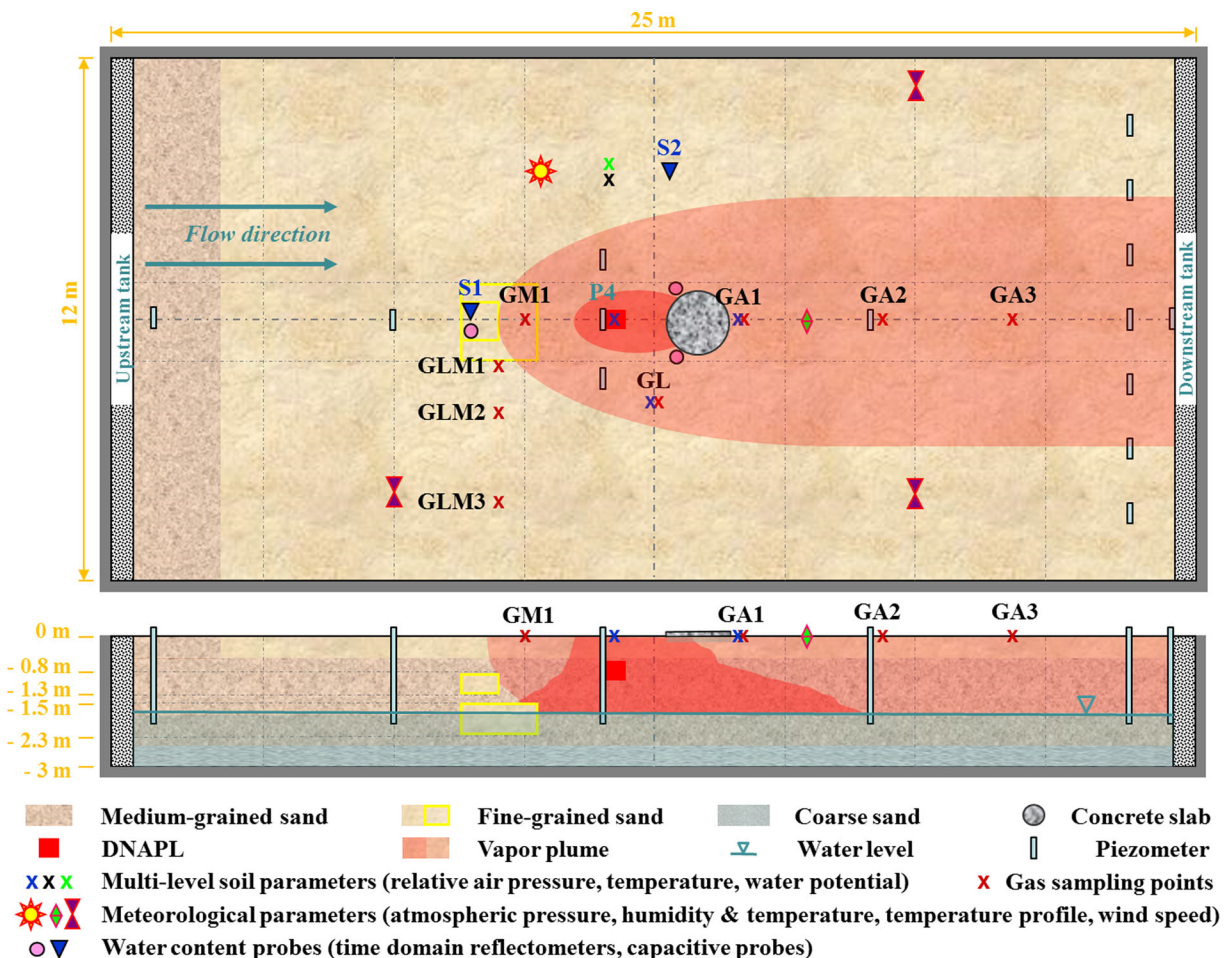 25 m
12 m
S2
Flow direction
Upstream tank
Downstream tank
S1
GM1
P4
GA1
GA2
GA3
GLM1
GL
GLM2
GLM3
GM1
GA1
GA2
GA3
0 m
- 0.8 m
- 1.3 m
- 1.5 m
- 2.3 m
- 3 m
Medium-grained sand
Fine-grained sand
Coarse sand
Concrete slab
DNAPL
Vapor plume
Water level
Piezometer
Multi-level soil parameters (relative air pressure, temperature, water potential)
Gas sampling points
Meteorological parameters (atmospheric pressure, humidity & temperature, temperature profile, wind speed)
Water content probes (time domain reflectometers, capacitive probes)